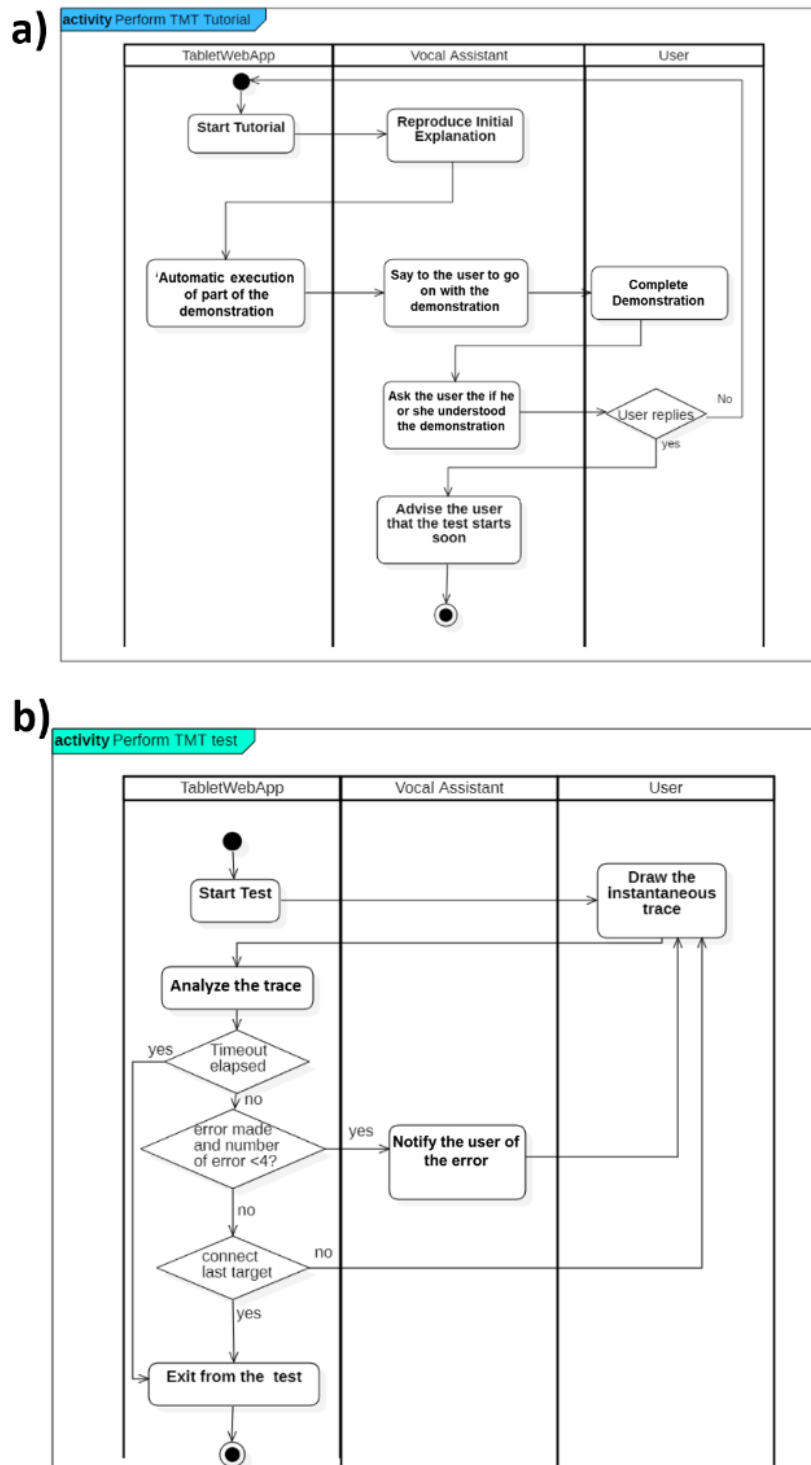 a)
activity Perform TMT Tutorial
TabletWebApp
Vocal Assistant
User
Start Tutorial
Reproduce Initial
Explanation
'Automatic execution
of part of the
demonstration
Say to the user to go
on with the
demonstration
Complete
Demonstration
Ask the user the if he
or she understood
the demonstration
User replies
No
yes
Advise the user
that the test starts
soon
b)
activity Perform TMT test
TabletWebApp
Vocal Assistant
User
Start Test
Draw the
instantaneous
trace
Analyze the trace
yes
Timeout
elapsed
no
error made
and number
of error <4?
yes
Notify the user of
the error
no
connect
last target
no
yes
Exit from the test